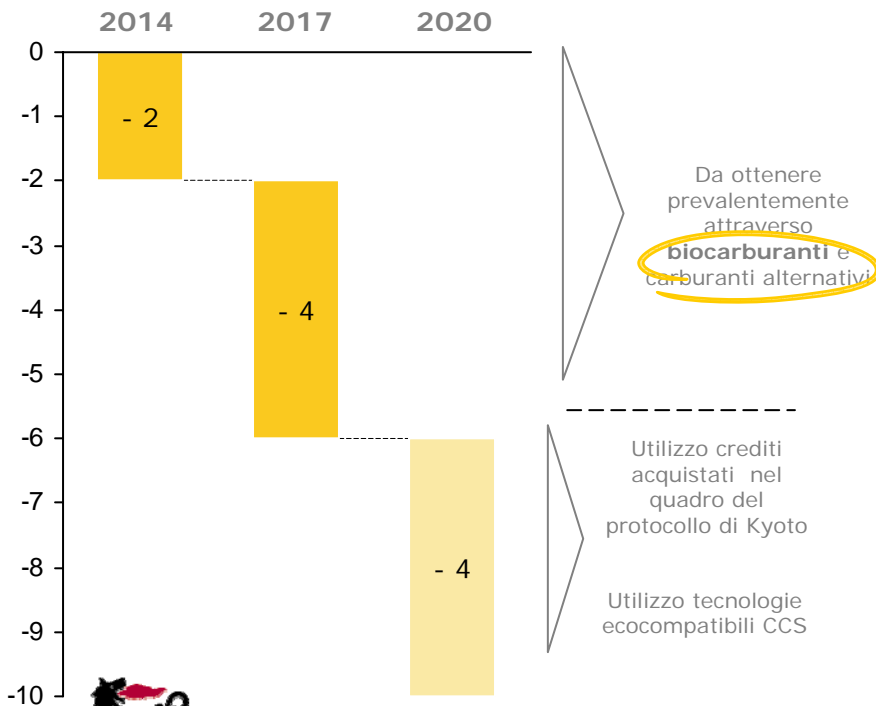 2014 2017 2020
0
-1
-2
-3
-4
-5
-6
-7
-8
-9
-10
- 2
- 4
- 4
Da ottenere
prevalentemente
attraverso
biocarburanti e
carburanti alternativi
Utilizzo crediti
acquistati nel
quadro del
protocollo di Kyoto
Utilizzo tecnologie
ecocompatibili CCS